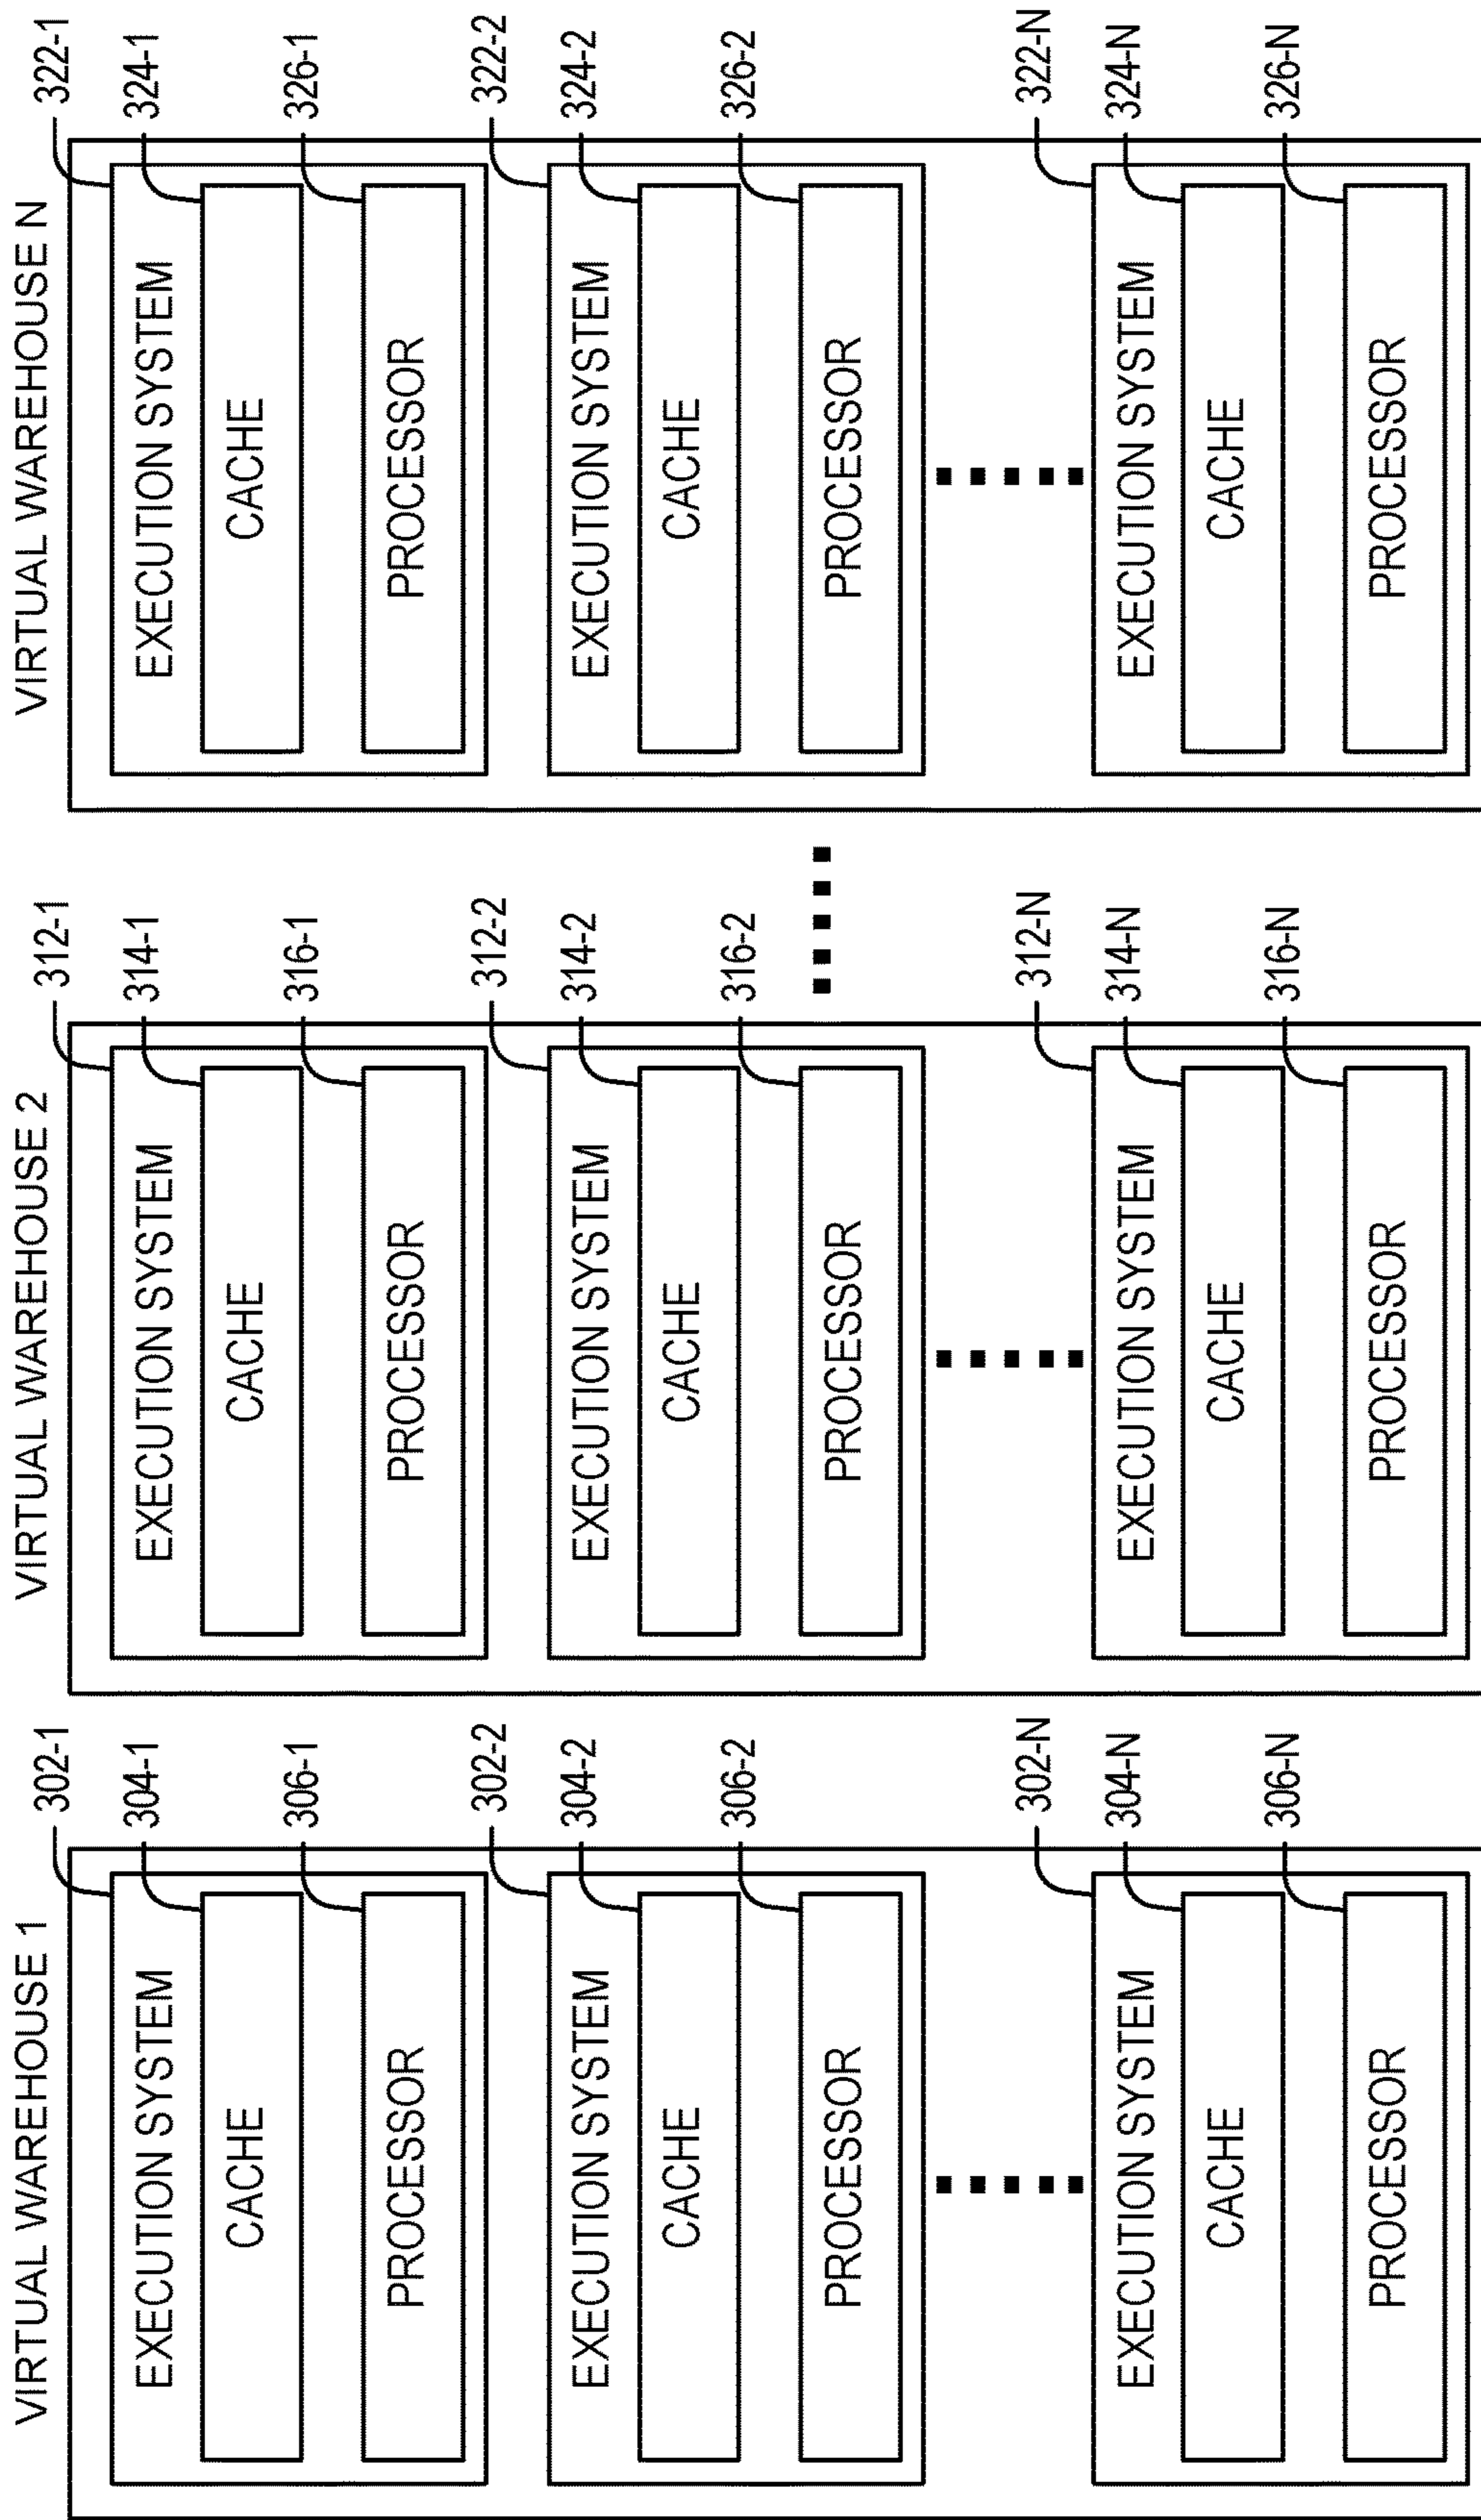 VIRTUAL WAREHOUSE 1
302-1
EXECUTION SYSTEM
304-1
CACHE
306-1
PROCESSOR
302-2
EXECUTION SYSTEM
304-2
CACHE
306-2
PROCESSOR
302-N
EXECUTION SYSTEM
304-N
CACHE
306-N
PROCESSOR
VIRTUAL WAREHOUSE 2
312-1
EXECUTION SYSTEM
314-1
CACHE
316-1
PROCESSOR
312-2
EXECUTION SYSTEM
314-2
CACHE
316-2
PROCESSOR
312-N
EXECUTION SYSTEM
314-N
CACHE
316-N
PROCESSOR
VIRTUAL WAREHOUSE N
322-1
EXECUTION SYSTEM
324-1
CACHE
326-1
PROCESSOR
322-2
EXECUTION SYSTEM
324-2
CACHE
326-2
PROCESSOR
322-N
EXECUTION SYSTEM
324-N
CACHE
326-N
PROCESSOR